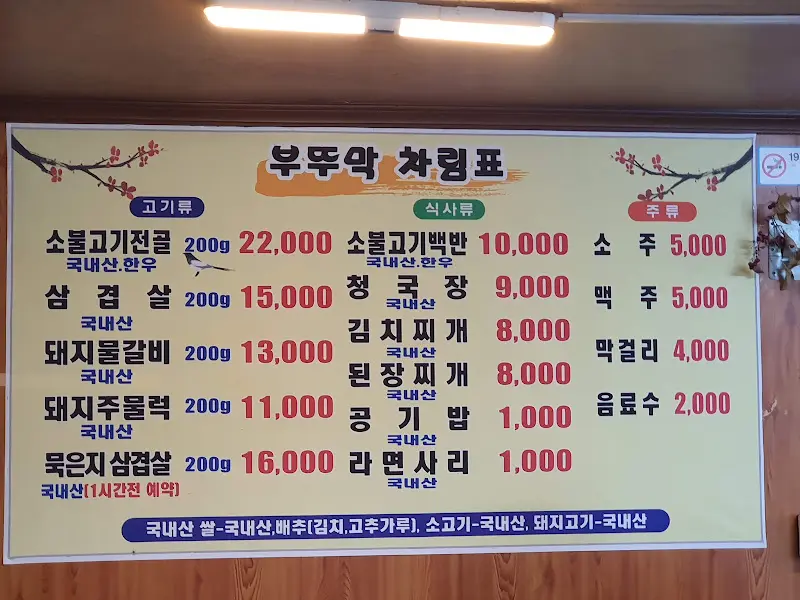 부뚜막 차림표
고기류
소불고기전골 200g 22,000
국내산.한우
삼겹살 200g 15,000
국내산
돼지물갈비 200g 13,000
국내산
돼지주물럭 200g 11,000
국내산
묵은지삼겹살 200g 16,000
국내산(1시간전 예약)
식사류
소불고기백반 10,000
국내산.한우
청국장 9,000
국내산
김치찌개 8,000
국내산
된장찌개 8,000
국내산
공기밥 1,000
국내산
라면사리 1,000
국내산
주류
소주 5,000
맥주 5,000
막걸리 4,000
음료수 2,000
국내산 쌀-국내산,배추(김치,고추가루), 소고기-국내산, 돼지고기-국내산
19